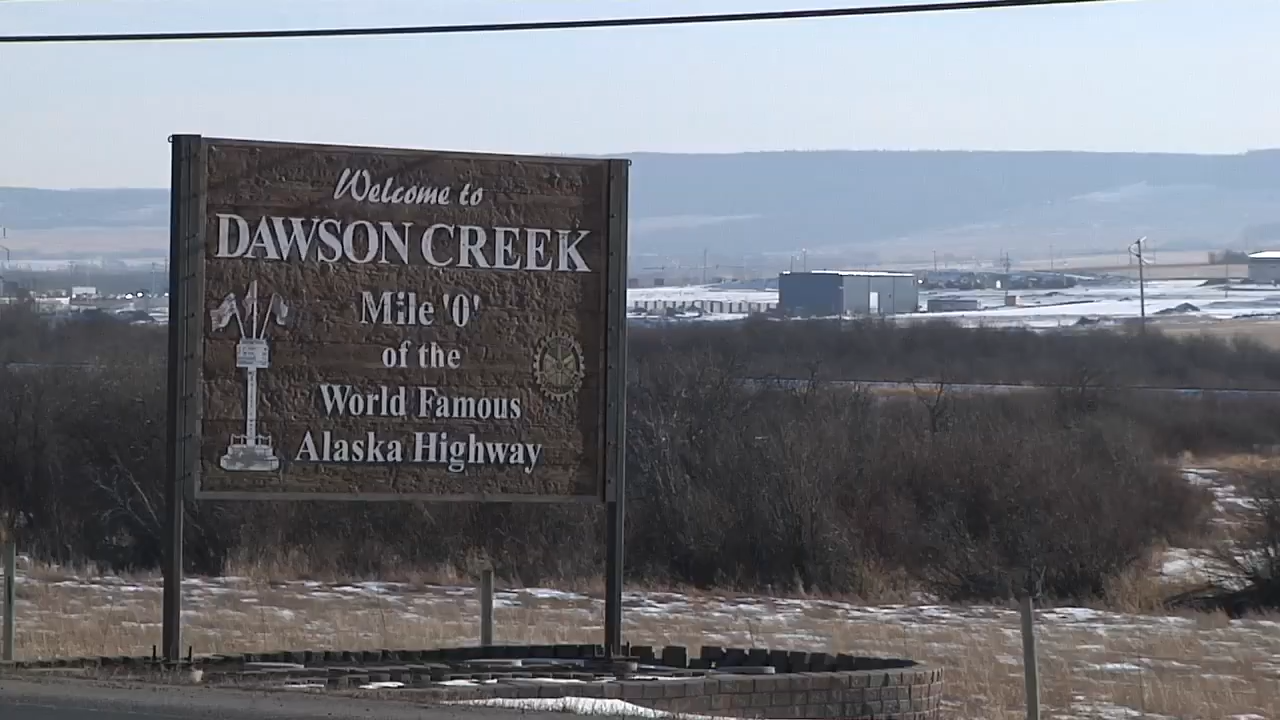 Welcome to
DAWSON CREEK
Mile '0'
of the
World Famous
Alaska Highway